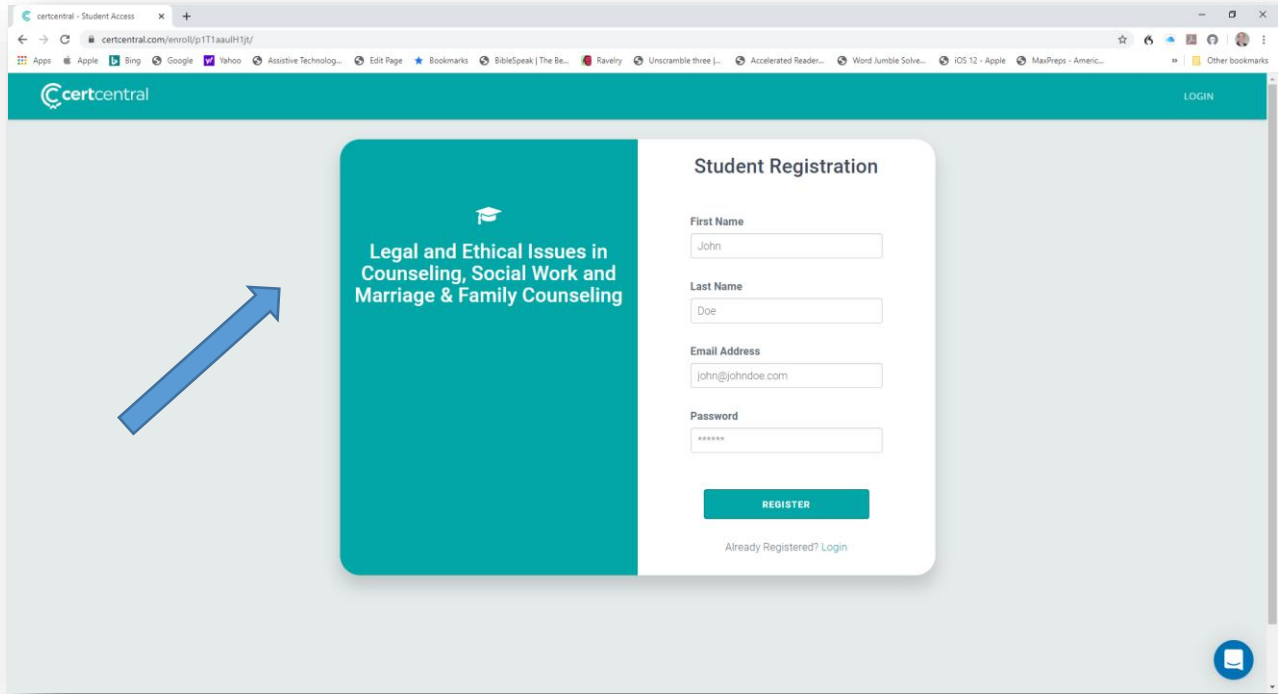 certcentral - Student Access
certcentral.com/enroll/p1T1aaulH1jt/
Apps Apple Bing Google Yahoo Assistive Technolog... Edit Page Bookmarks BibleSpeak | The Be... Ravelry Unscramble three |... Accelerated Reader... Word Jumble Solve... iOS 12 - Apple MaxPreps - Americ... » Other bookmarks
certcentral LOGIN
Legal and Ethical Issues in
Counseling, Social Work and
Marriage & Family Counseling
Student Registration
First Name
John
Last Name
Doe
Email Address
john@johndoe.com
Password
******
REGISTER
Already Registered? Login